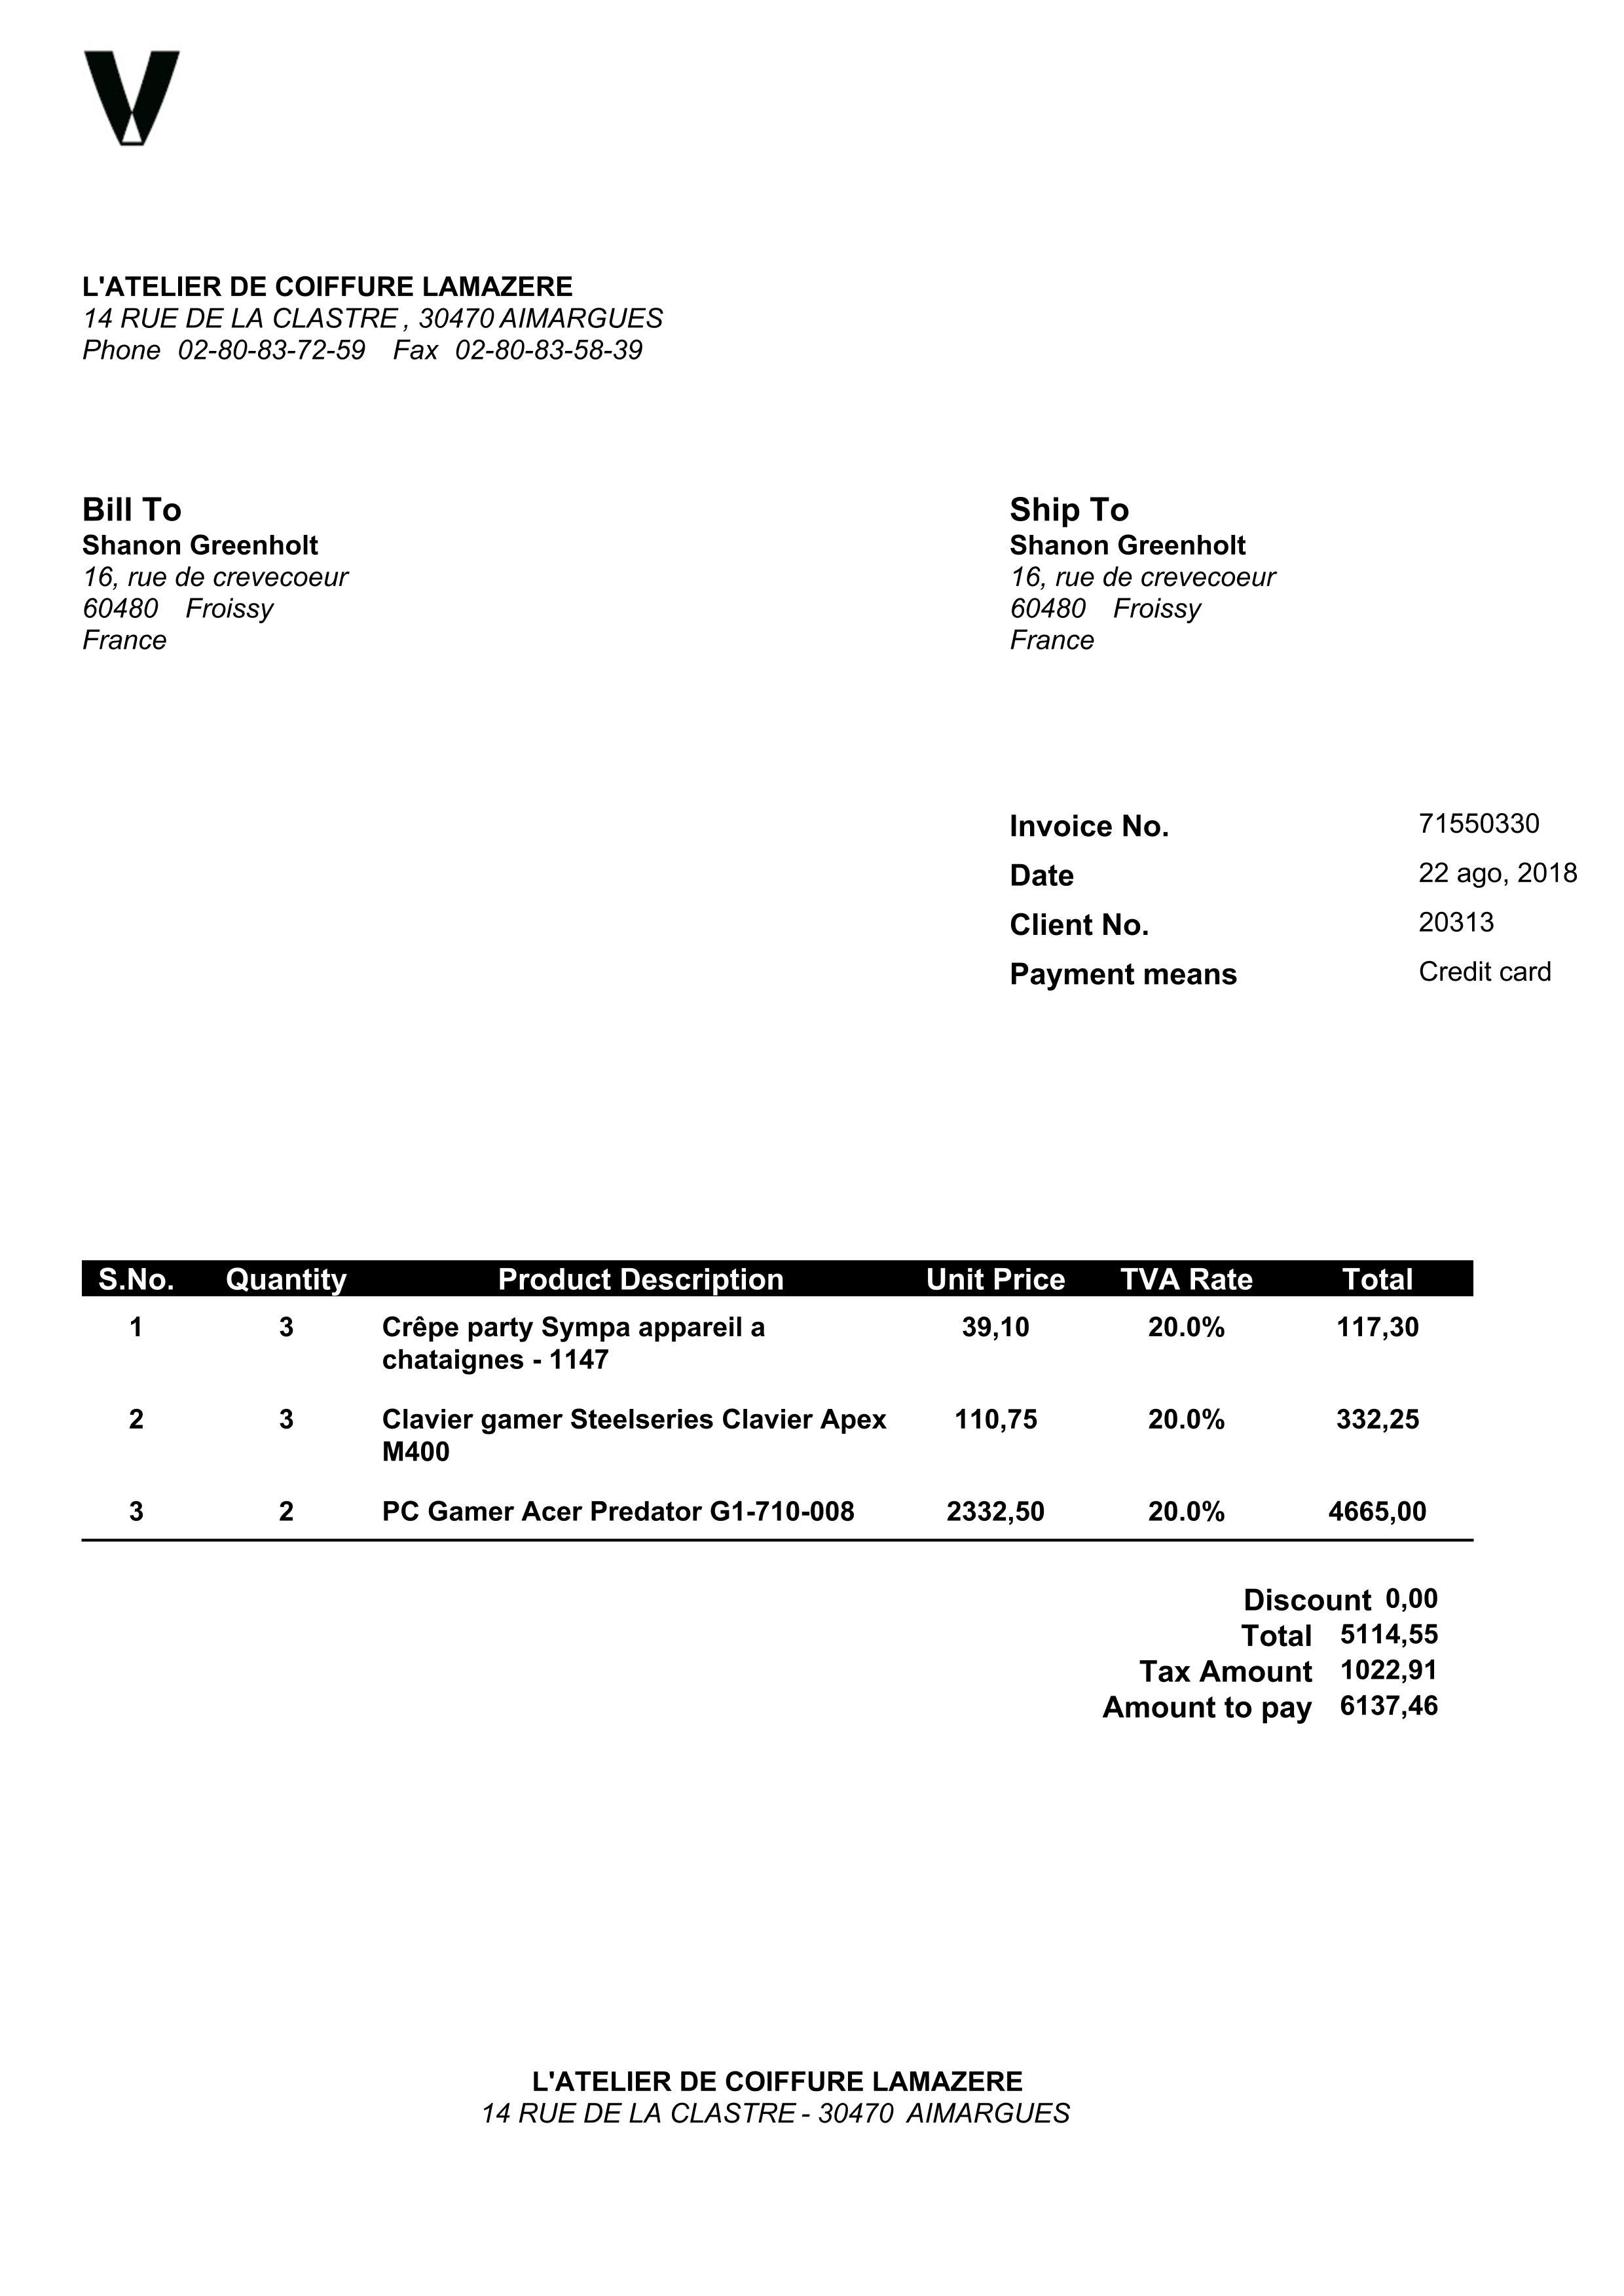 L'ATELIER DE COIFFURE LAMAZERE
14 RUE DE LA CLASTRE , 30470 AIMARGUES
Phone 02-80-83-72-59 Fax 02-80-83-58-39
Bill To
Shanon Greenholt
16, rue de crevecoeur
60480 Froissy
France
Ship To
Shanon Greenholt
16, rue de crevecoeur
60480 Froissy
France
Invoice No. 71550330
Date 22 ago, 2018
Client No. 20313
Payment means Credit card
S.No. Quantity Product Description Unit Price TVA Rate Total
1 3 Crêpe party Sympa appareil a 39,10 20.0% 117,30
chataignes - 1147
2 3 Clavier gamer Steelseries Clavier Apex 110,75 20.0% 332,25
M400
3 2 PC Gamer Acer Predator G1-710-008 2332,50 20.0% 4665,00
Discount 0,00
Total 5114,55
Tax Amount 1022,91
Amount to pay 6137,46
L'ATELIER DE COIFFURE LAMAZERE
14 RUE DE LA CLASTRE - 30470 AIMARGUES